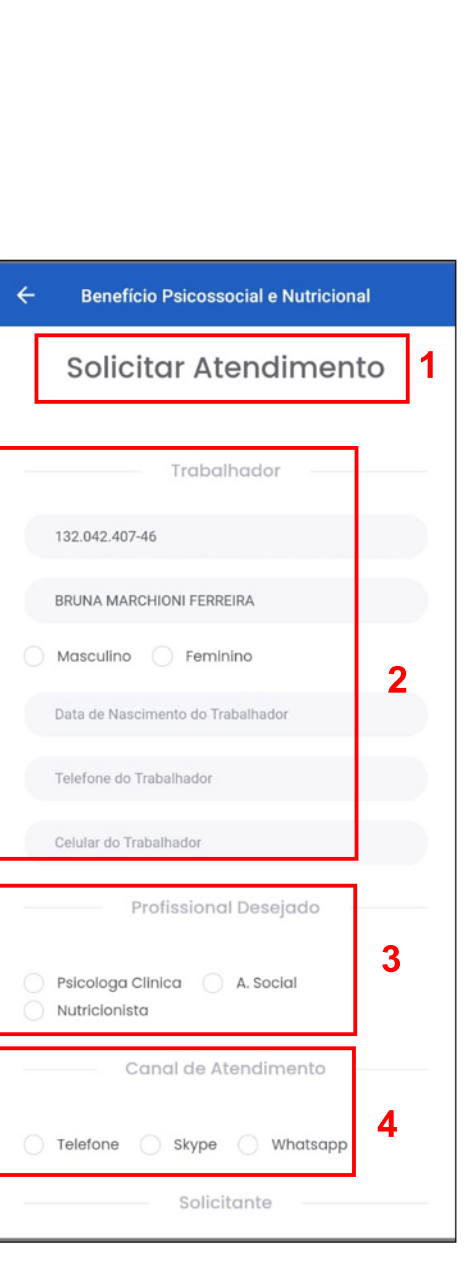 Benefício Psicossocial e Nutricional
Solicitar Atendimento 1
Trabalhador
132.042.407-46
BRUNA MARCHIONI FERREIRA
Masculino Feminino
2
Data de Nascimento do Trabalhador
Telefone do Trabalhador
Celular do Trabalhador
Profissional Desejado
3
Psicologa Clinica A. Social
Nutricionista
Canal de Atendimento
4
Telefone Skype Whatsapp
Solicitante